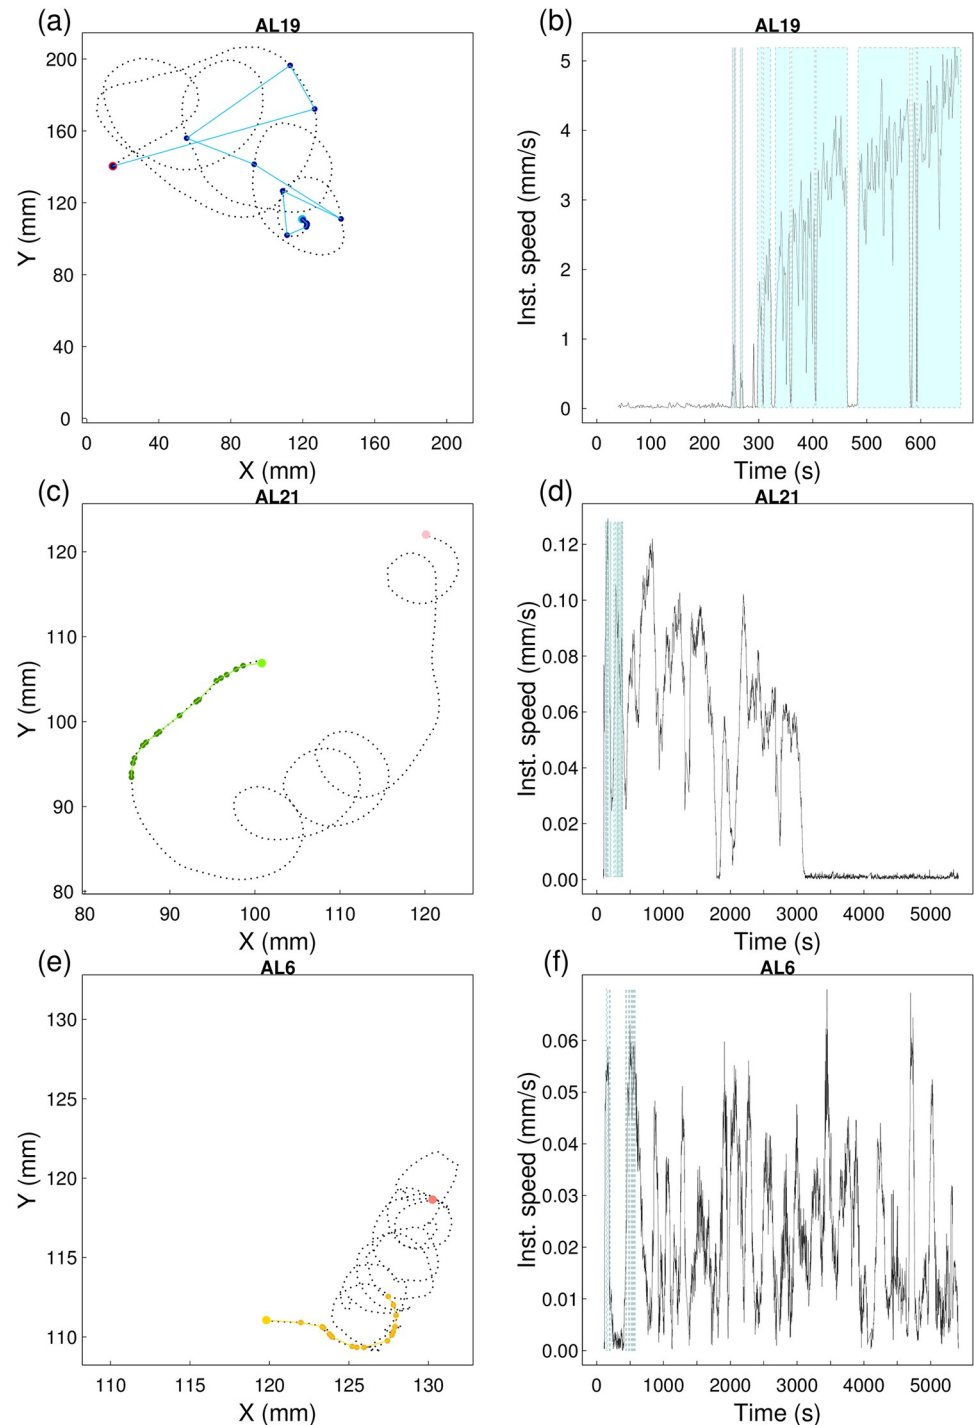 (a)
AL19
200
160
120
80
40
0
Y (mm)
0 40 80 120 160 200
X (mm)
(b)
AL19
5
4
3
2
1
0
Inst. speed (mm/s)
0 100 200 300 400 500 600
Time (s)
(c)
AL21
120
110
100
90
80
Y (mm)
80 90 100 110 120
X (mm)
(d)
AL21
0.12
0.10
0.08
0.06
0.04
0.02
0.00
Inst. speed (mm/s)
0 1000 2000 3000 4000 5000
Time (s)
(e)
AL6
130
125
120
115
110
Y (mm)
110 115 120 125 130
X (mm)
(f)
AL6
0.06
0.05
0.04
0.03
0.02
0.01
0.00
Inst. speed (mm/s)
0 1000 2000 3000 4000 5000
Time (s)